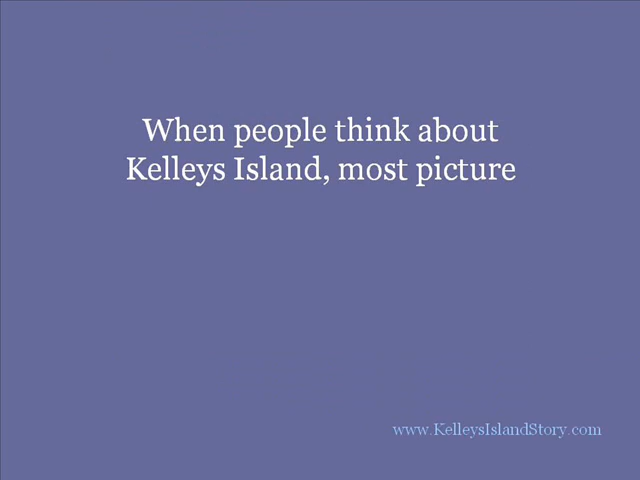 When people think about
Kelleys Island, most picture
www.KelleysIslandStory.com